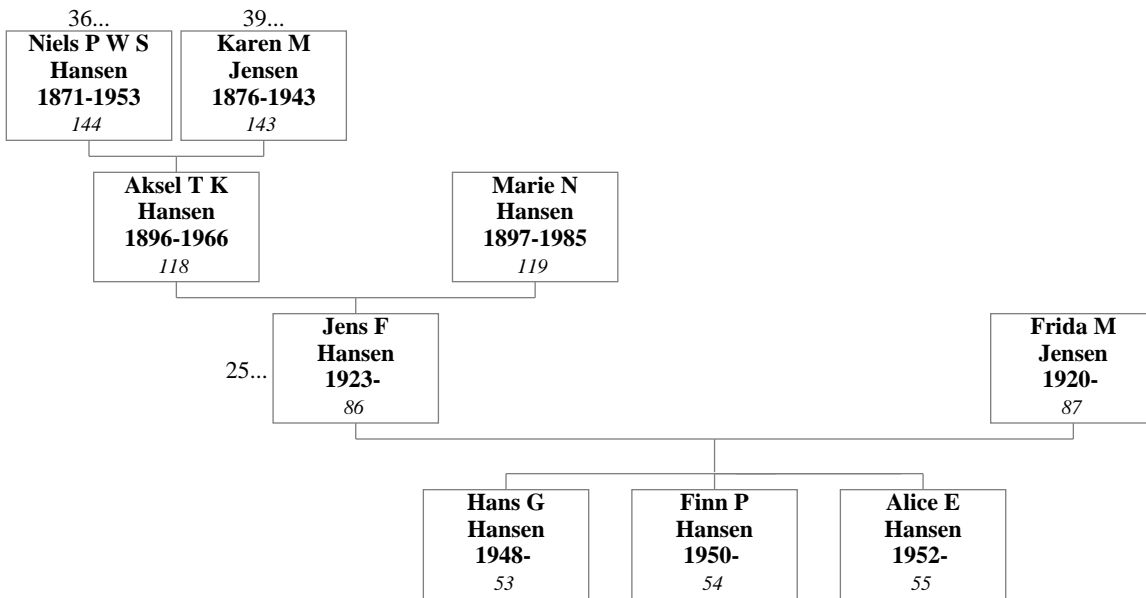 36...
Niels P W S
Hansen
1871-1953
144
39...
Karen M
Jensen
1876-1943
143
Aksel T K
Hansen
1896-1966
118
Marie N
Hansen
1897-1985
119
25...
Jens F
Hansen
1923-
86
Frida M
Jensen
1920-
87
Hans G
Hansen
1948-
53
Finn P
Hansen
1950-
54
Alice E
Hansen
1952-
55